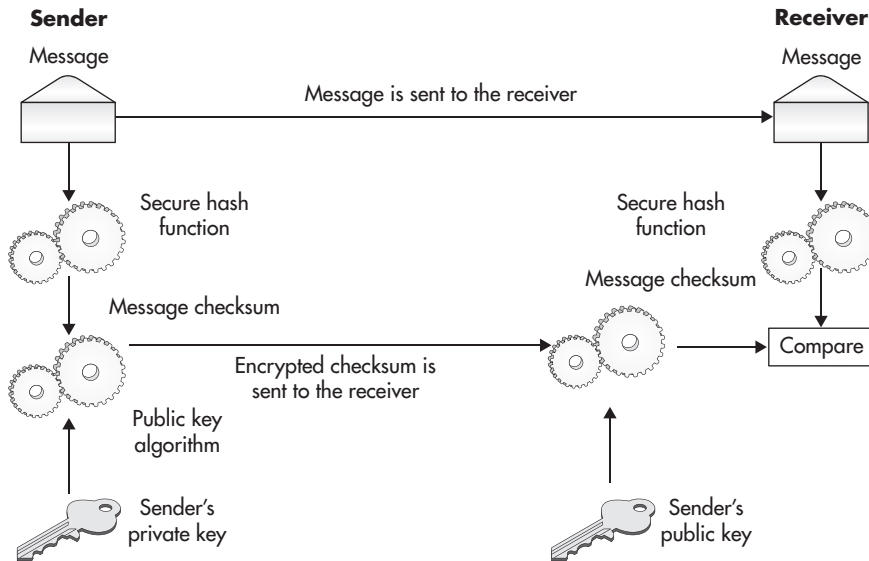 Sender
Receiver
Message
Message
Message is sent to the receiver
Secure hash
function
Secure hash
function
Message checksum
Message checksum
Compare
Encrypted checksum is
sent to the receiver
Public key
algorithm
Sender's
private key
Sender's
public key